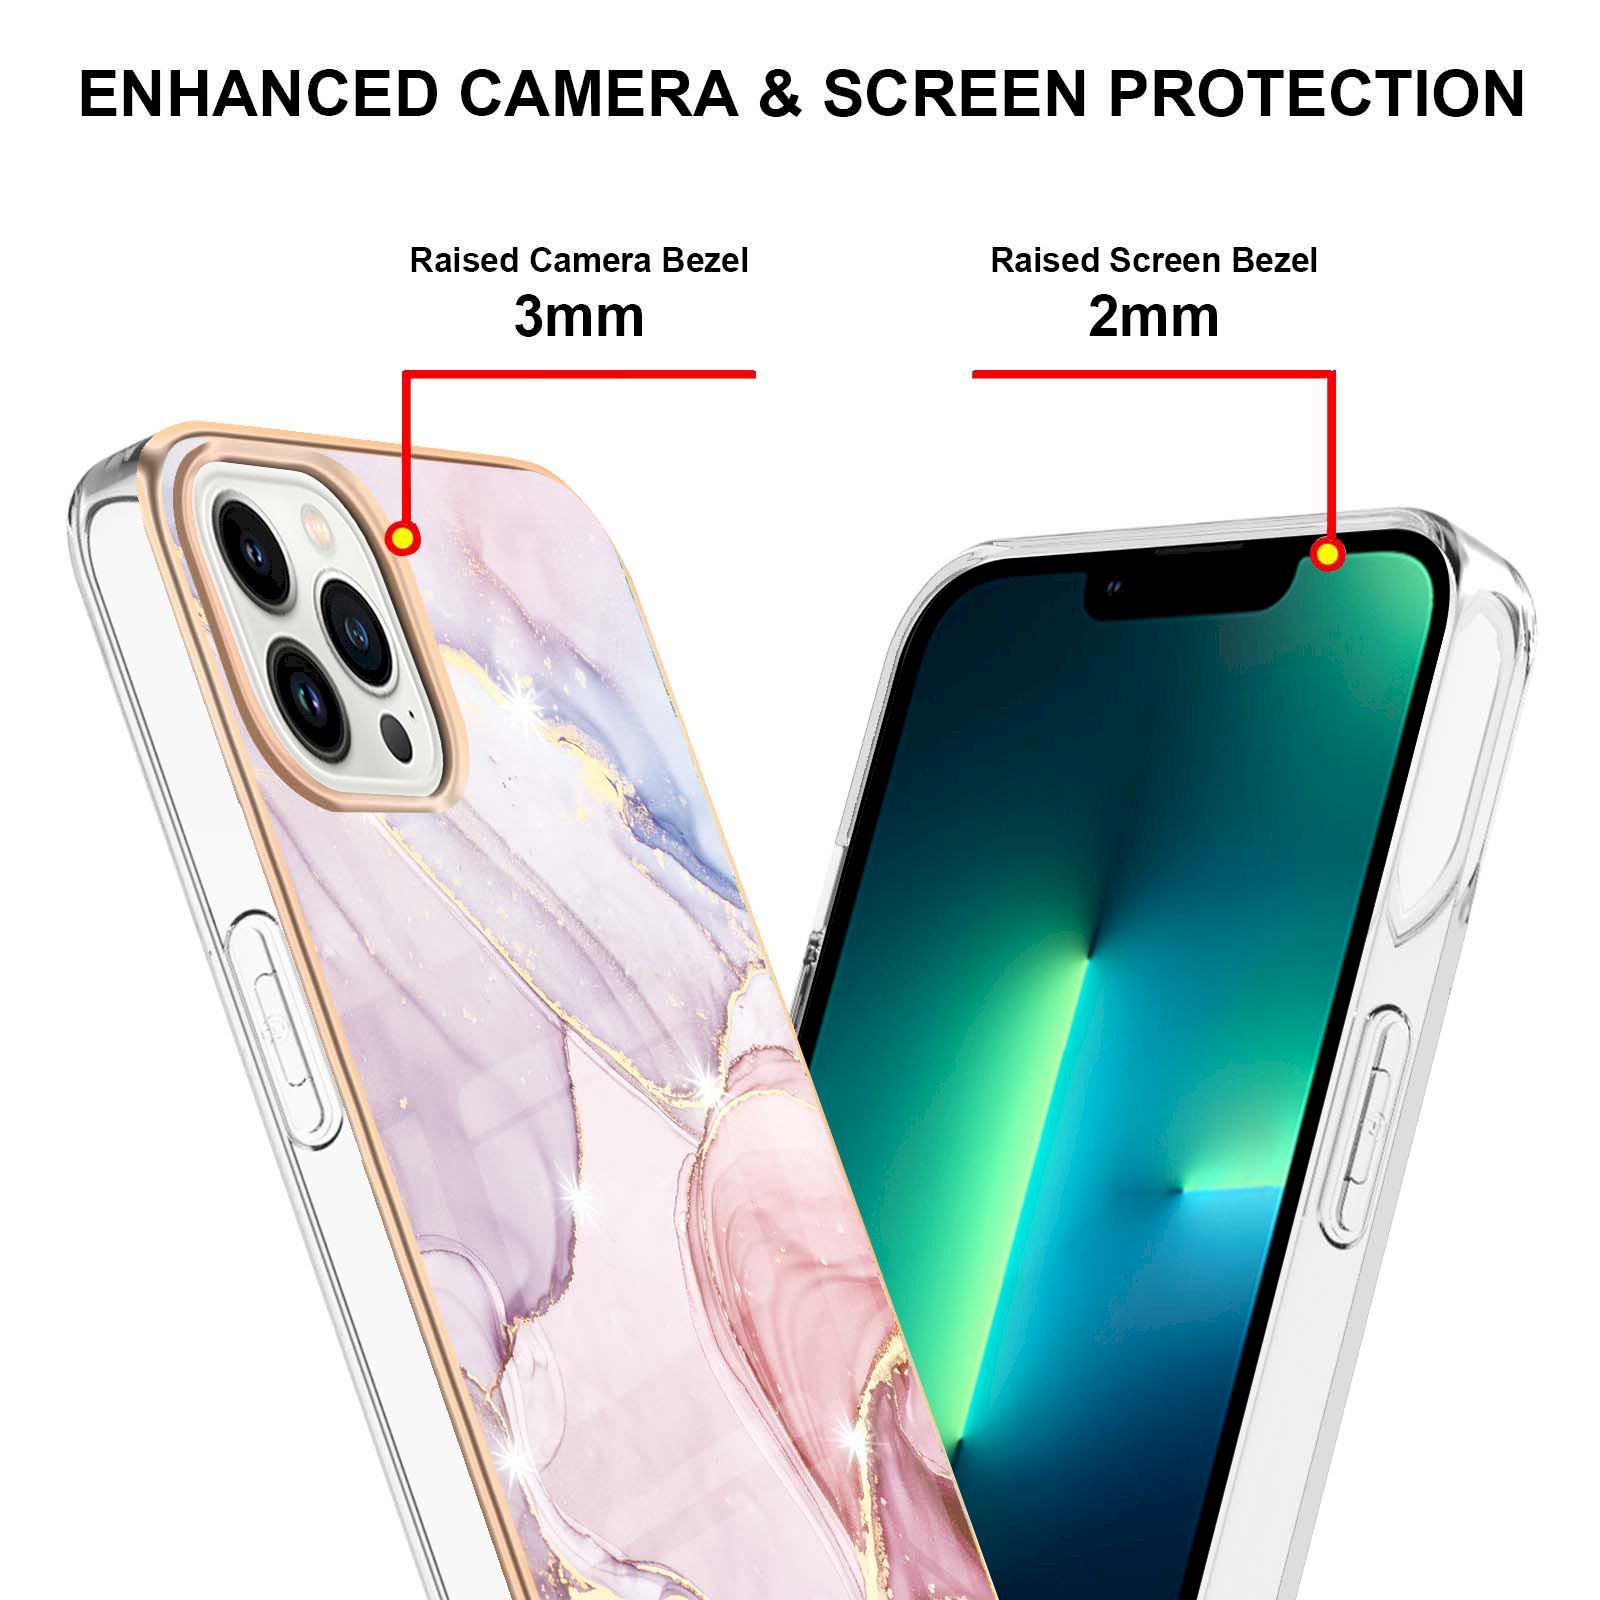 ENHANCED CAMERA & SCREEN PROTECTION
Raised Camera Bezel
3mm
Raised Screen Bezel
2mm